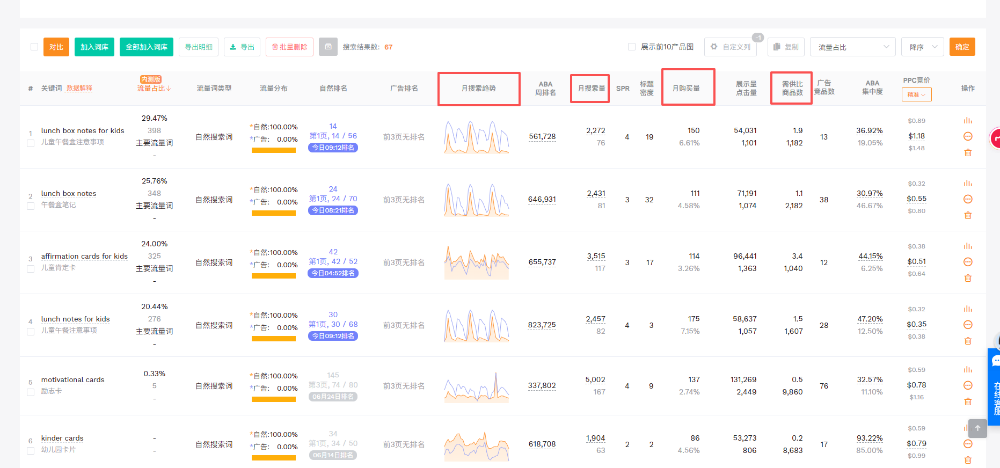 对比
加入词库
全部加入词库
导出明细
导出
批量删除
搜索结果数: 67
展示前10产品图
自定义列
-1
复制
流量占比
降序
确定
#
关键词 数据解释
内测版
流量占比
流量词类型
流量分布
自然排名
广告排名
月搜索趋势
ABA
周排名
月搜索量
SPR
标题
密度
月购买量
展示量
点击量
需供比
商品数
广告
竞品数
ABA
集中度
PPC竞价
精准
操作
1
lunch box notes for kids
儿童午餐盒注意事项
29.47%
398
主要流量词
-
自然搜索词
*自然:100.00%
*广告: 0.00%
14
第1页, 14 / 56
今日09:12排名
前3页无排名
561,728
2,272
76
4
19
150
6.61%
54,031
1,101
1.9
1,182
13
36.92%
19.05%
$0.89
$1.18
$1.48
2
lunch box notes
午餐盒笔记
25.76%
348
主要流量词
-
自然搜索词
*自然:100.00%
*广告: 0.00%
24
第1页, 24 / 70
今日08:21排名
前3页无排名
646,931
2,431
81
3
32
111
4.58%
71,191
1,074
1.1
2,182
38
30.97%
46.67%
$0.32
$0.55
$0.80
3
affirmation cards for kids
儿童肯定卡
24.00%
325
主要流量词
-
自然搜索词
*自然:100.00%
*广告: 0.00%
42
第1页, 42 / 52
今日04:52排名
前3页无排名
655,737
3,515
117
3
17
114
3.26%
96,441
1,363
3.4
1,040
12
44.15%
6.25%
$0.38
$0.51
$0.64
4
lunch notes for kids
儿童午餐注意事项
20.44%
276
主要流量词
-
自然搜索词
*自然:100.00%
*广告: 0.00%
30
第1页, 30 / 68
今日09:12排名
前3页无排名
823,725
2,457
82
4
3
175
7.15%
58,637
1,057
1.5
1,607
28
47.20%
12.50%
$0.32
$0.35
$0.38
5
motivational cards
励志卡
0.33%
5
-
自然搜索词
*自然:100.00%
*广告: 0.00%
145
第3页, 74 / 80
06月24日排名
前3页无排名
337,802
5,002
167
4
9
137
2.74%
131,269
2,449
0.5
9,860
76
32.57%
11.10%
$0.59
$0.78
$1.16
6
kinder cards
幼儿园卡片
-
-
自然搜索词
*自然:100.00%
*广告: 0.00%
34
第1页, 34 / 50
06月14日排名
前3页无排名
618,708
1,904
63
2
2
86
4.56%
53,273
806
0.2
8,683
17
93.22%
85.00%
$0.59
$0.79
$0.99
在线客服